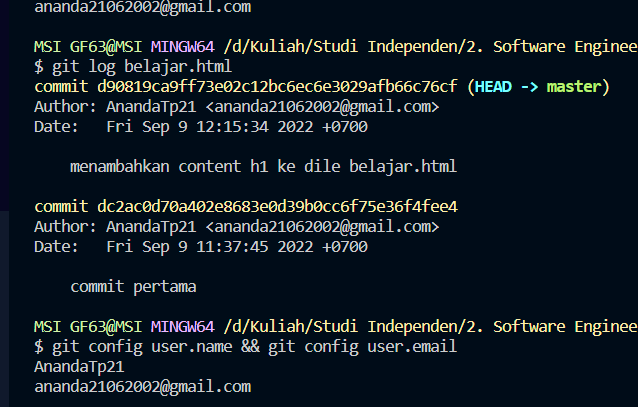 ananda21062002@gmail.com
MSI GF63@MSI MINGW64 /d/Kuliah/Studi Independen/2. Software Enginee
$ git log belajar.html
commit d90819ca9ff73e02c12bc6ec6e3029afb66c76cf (HEAD -> master)
Author: AnandaTp21 <ananda21062002@gmail.com>
Date:   Fri Sep 9 12:15:34 2022 +0700
menambahkan content h1 ke dile belajar.html
commit dc2ac0d70a402e8683e0d39b0cc6f75e36f4fee4
Author: AnandaTp21 <ananda21062002@gmail.com>
Date:   Fri Sep 9 11:37:45 2022 +0700
commit pertama
MSI GF63@MSI MINGW64 /d/Kuliah/Studi Independen/2. Software Enginee
$ git config user.name && git config user.email
AnandaTp21
ananda21062002@gmail.com